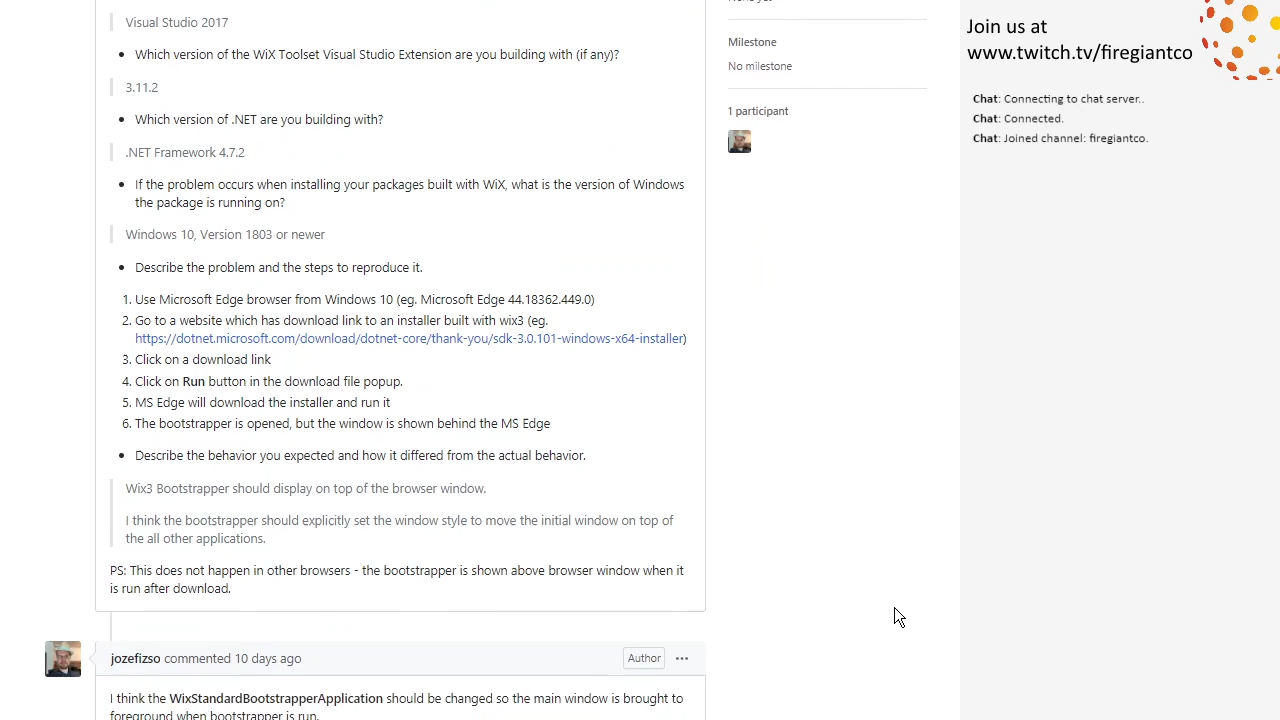 Visual Studio 2017
• Which version of the WiX Toolset Visual Studio Extension are you building with (if any)?
3.11.2
• Which version of .NET are you building with?
.NET Framework 4.7.2
• If the problem occurs when installing your packages built with WiX, what is the version of Windows
the package is running on?
Windows 10, Version 1803 or newer
• Describe the problem and the steps to reproduce it.
1. Use Microsoft Edge browser from Windows 10 (eg. Microsoft Edge 44.18362.449.0)
2. Go to a website which has download link to an installer built with wix3 (eg.
https://dotnet.microsoft.com/download/dotnet-core/thank-you/sdk-3.0.101-windows-x64-installer)
3. Click on a download link
4. Click on Run button in the download file popup.
5. MS Edge will download the installer and run it
6. The bootstrapper is opened, but the window is shown behind the MS Edge
• Describe the behavior you expected and how it differed from the actual behavior.
Wix3 Bootstrapper should display on top of the browser window.
I think the bootstrapper should explicitly set the window style to move the initial window on top of
the all other applications.
PS: This does not happen in other browsers - the bootstrapper is shown above browser window when it
is run after download.
jozefizso commented 10 days ago
Author
I think the WixStandardBootstrapperApplication should be changed so the main window is brought to
foreground when bootstrapper is run.
Milestone
No milestone
1 participant
Join us at
www.twitch.tv/firegiantco
Chat: Connecting to chat server..
Chat: Connected.
Chat: Joined channel: firegiantco.